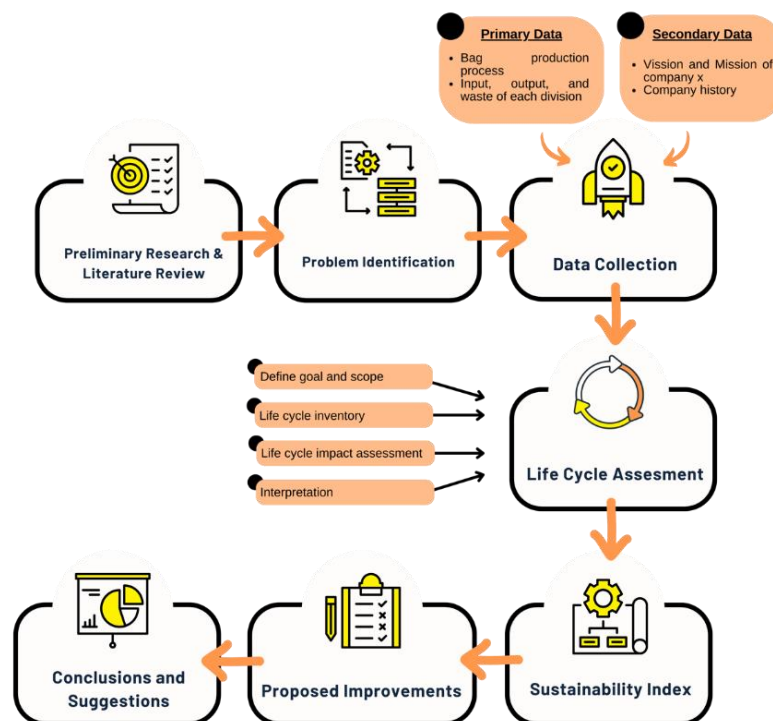 Primary Data
• Bag production
process
• Input, output, and
waste of each division
Secondary Data
• Vission and Mission of
company x
• Company history
Preliminary Research &
Literature Review
Problem Identification
Data Collection
Define goal and scope
Life cycle inventory
Life cycle impact assessment
Interpretation
Life Cycle Assesment
Sustainability Index
Proposed Improvements
Conclusions and
Suggestions